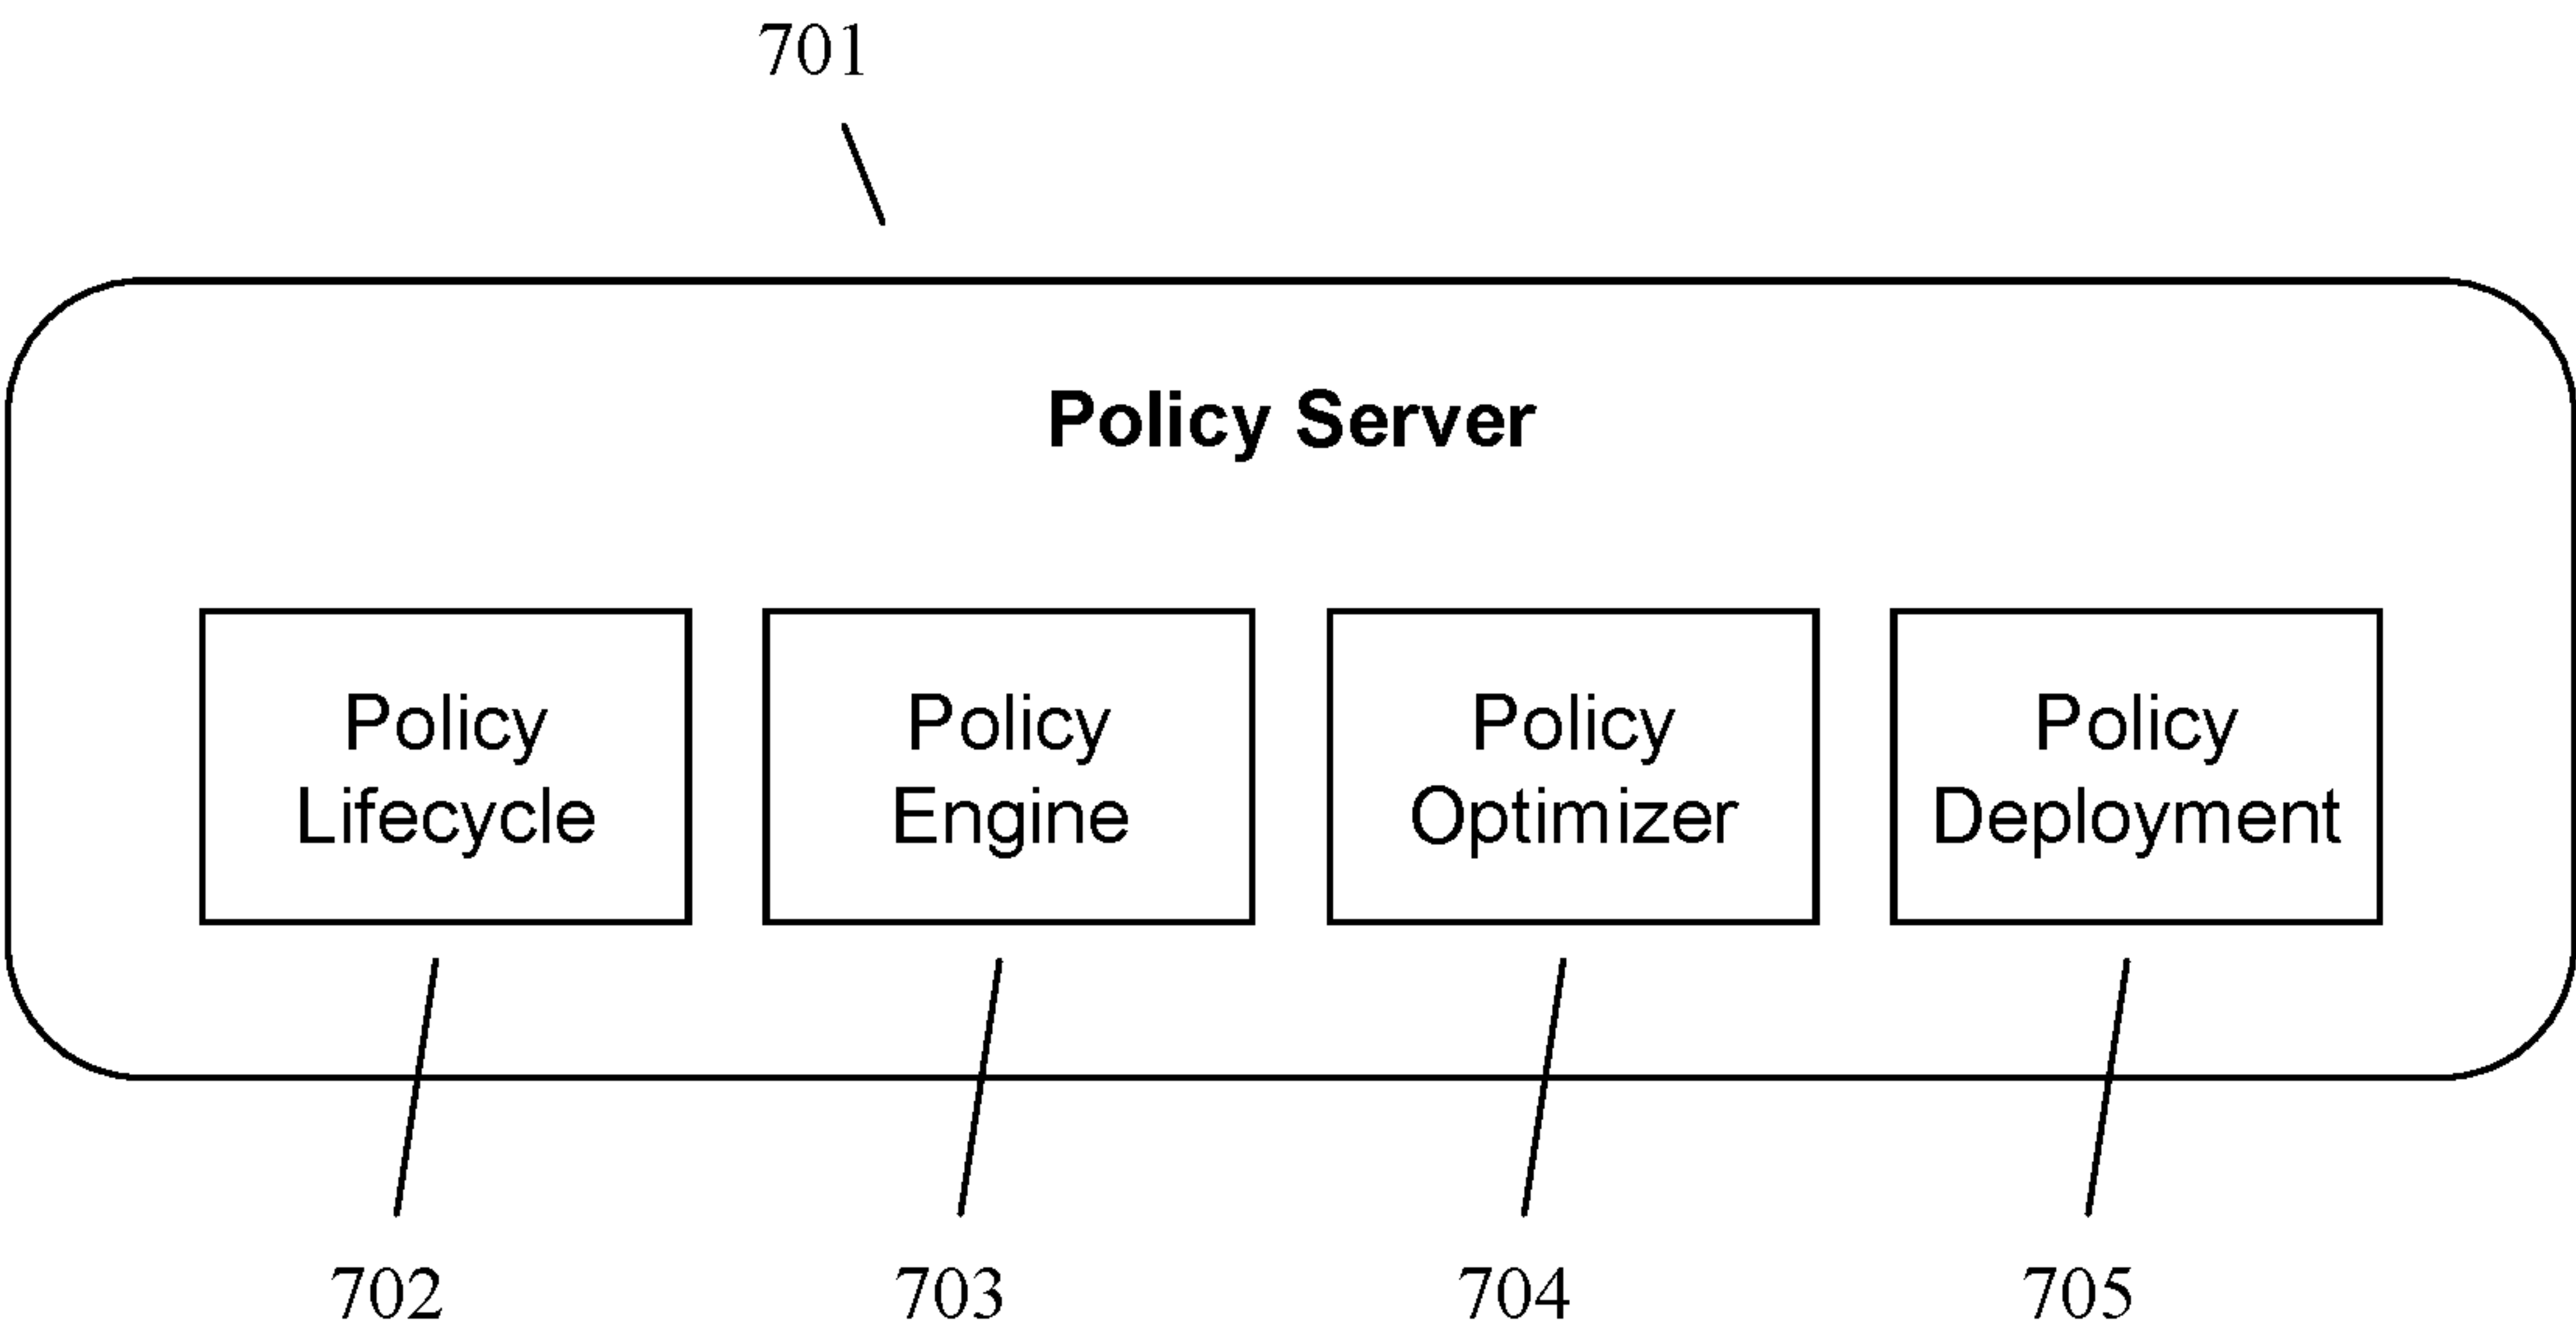 701
Policy Server
Policy
Lifecycle
Policy
Engine
Policy
Optimizer
Policy
Deployment
702
703
704
705